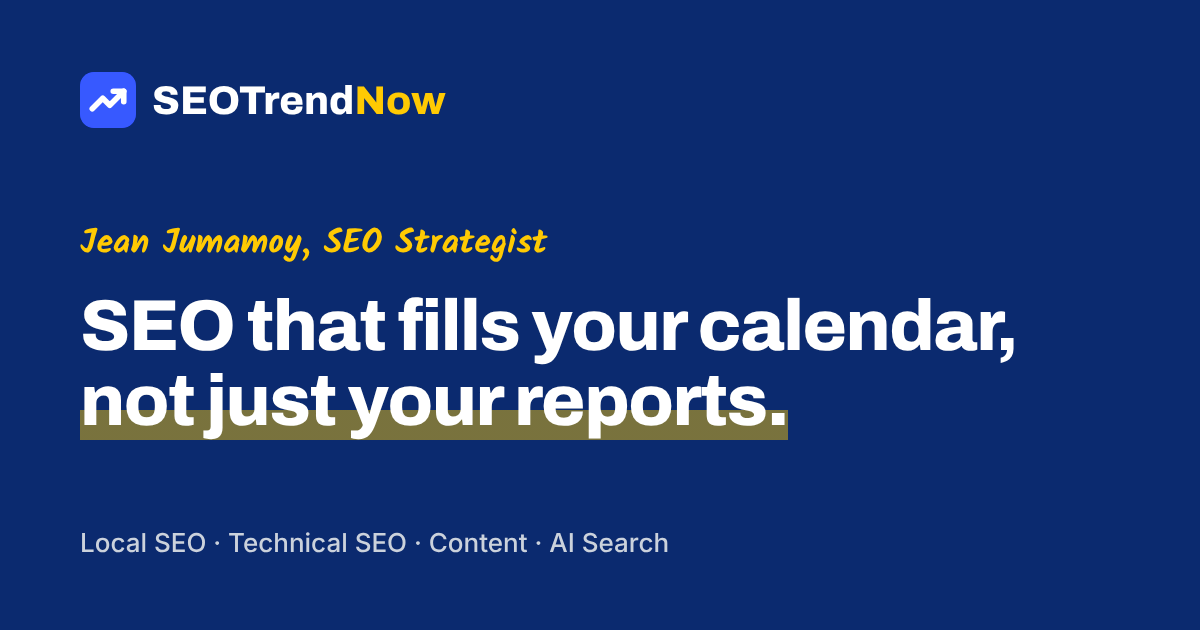 SEOTrendNow
Jean Jumamoy, SEO Strategist
SEO that fills your calendar,
not just your reports.
Local SEO · Technical SEO · Content · AI Search